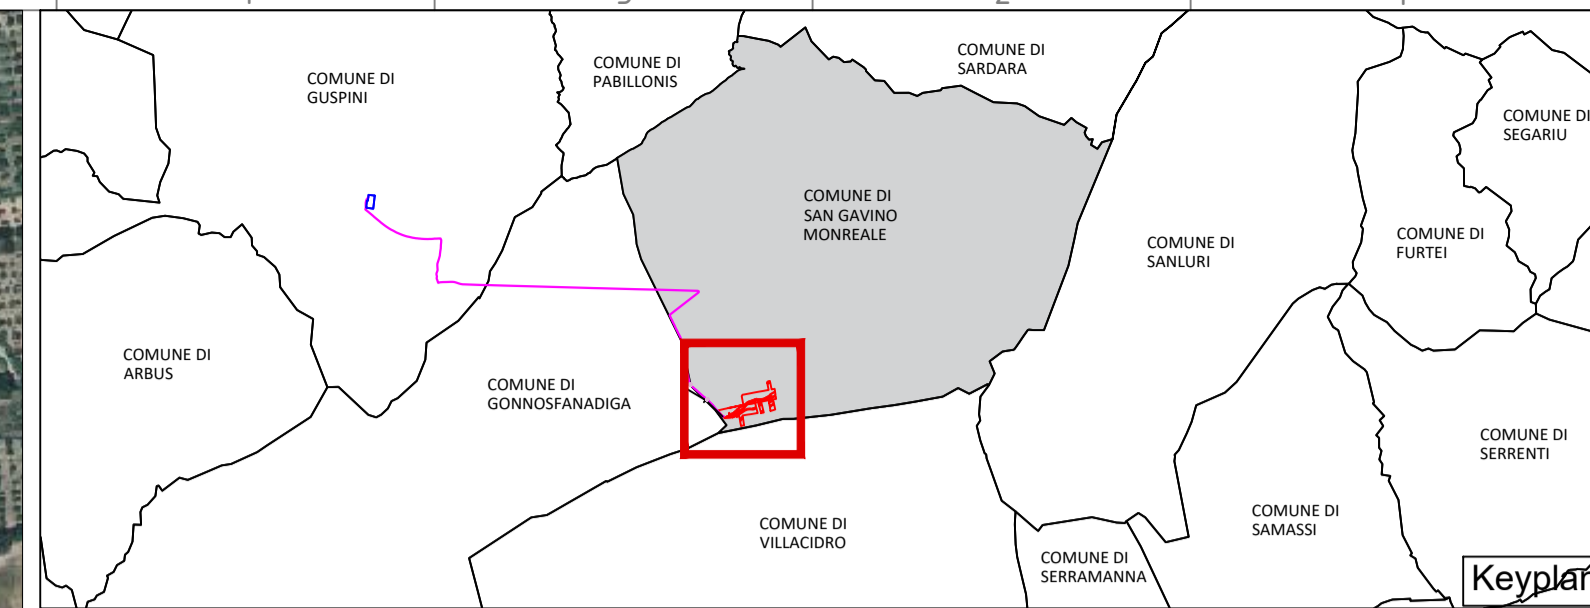 COMUNE DI
GUSPINI
COMUNE DI
PABILLONIS
COMUNE DI
SARDARA
COMUNE DI
SEGARIU
COMUNE DI
SAN GAVINO
MONREALE
COMUNE DI
SANLURI
COMUNE DI
FURTEI
COMUNE DI
ARBUS
COMUNE DI
GONNOSFANADIGA
COMUNE DI
SERRENTI
COMUNE DI
VILLACIDRO
COMUNE DI
SAMASSI
COMUNE DI
SERRAMANNA
Keyplan